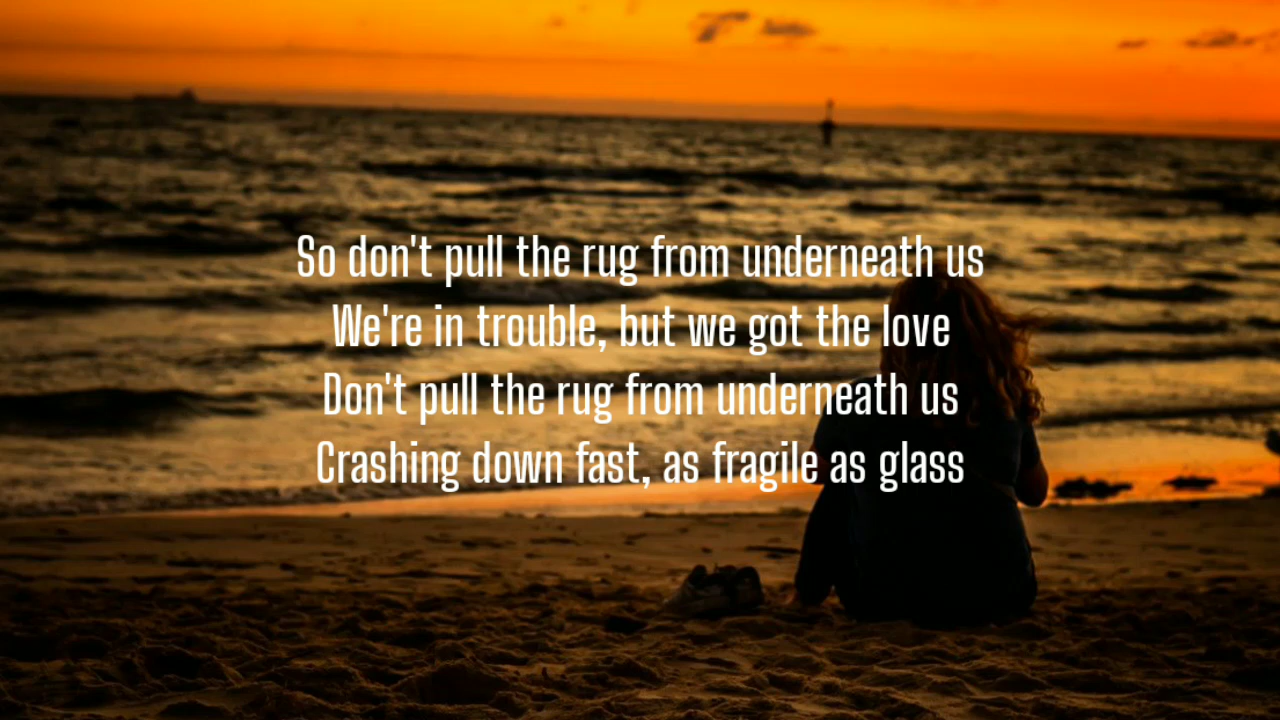 So don't pull the rug from underneath us
We're in trouble, but we got the love
Don't pull the rug from underneath us
Crashing down fast, as fragile as glass